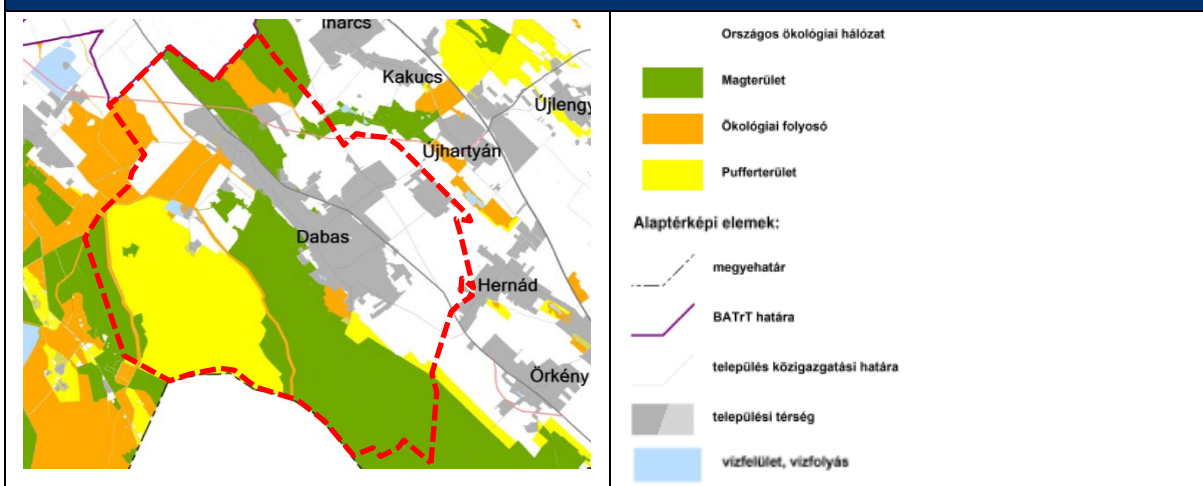 Inarcs
Kakucs
Újlengy
Újhartyán
Dabas
Hernád
Örkény
Országos ökológiai hálózat
Magterület
Ökológiai folyosó
Pufferterület
Alaptérképi elemek:
megyehatár
BATrT határa
település közigazgatási határa
települési térség
vízfelület, vízfolyás